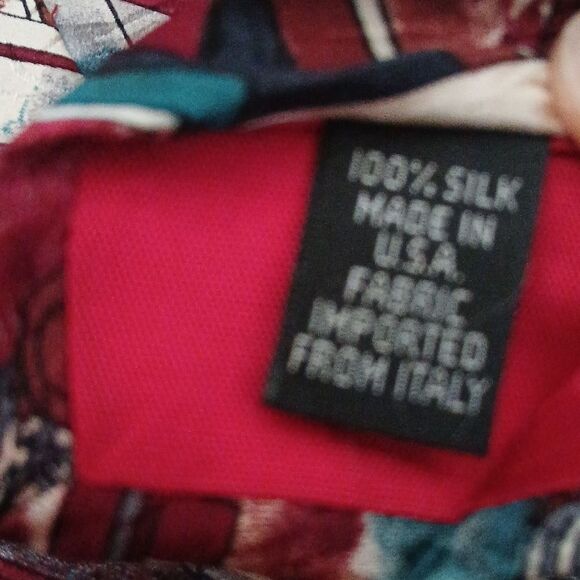 100% SILK
MADE IN
U.S.A.
FABRIC
IMPORTED
FROM ITALY